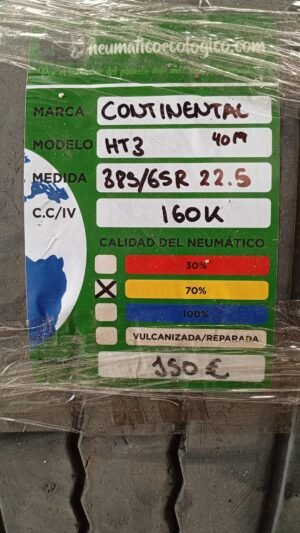 neumaticoecologico.com
MARCA CONTINENTAL
MODELO HT3 40M
MEDIDA 385/65R 22.5
C.C/IV 160K
CALIDAD DEL NEUMÁTICO
30%
X 70%
100%
VULCANIZADA/REPARADA
150 €